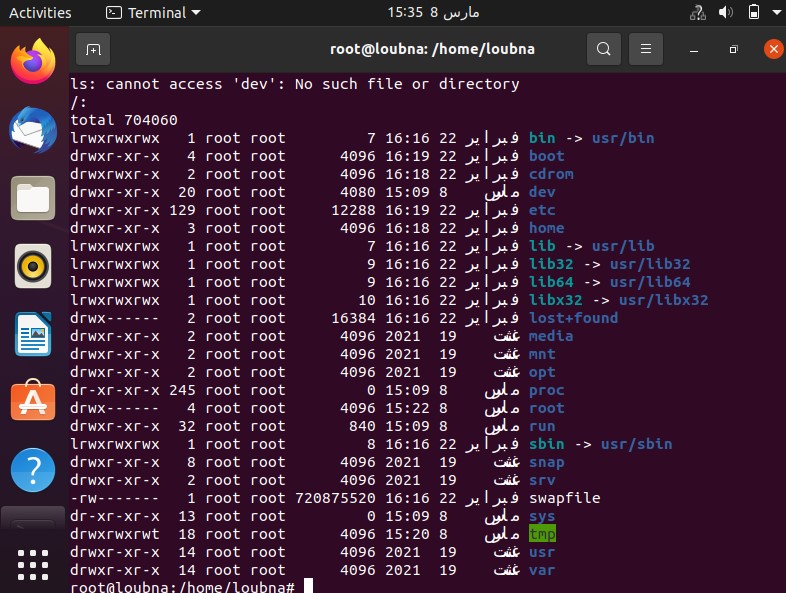 Activities Terminal 15:35 8 مارس
root@loubna: /home/loubna
ls: cannot access 'dev': No such file or directory
/:
total 704060
lrwxrwxrwx 1 root root 7 16:16 22 فبراير bin -> usr/bin
drwxr-xr-x 4 root root 4096 16:19 22 فبراير boot
drwxrwxr-x 2 root root 4096 16:18 22 فبراير cdrom
drwxr-xr-x 20 root root 4080 15:09 8 مارس dev
drwxr-xr-x 129 root root 12288 16:19 22 فبراير etc
drwxr-xr-x 3 root root 4096 16:18 22 فبراير home
lrwxrwxrwx 1 root root 7 16:16 22 فبراير lib -> usr/lib
lrwxrwxrwx 1 root root 9 16:16 22 فبراير lib32 -> usr/lib32
lrwxrwxrwx 1 root root 9 16:16 22 فبراير lib64 -> usr/lib64
lrwxrwxrwx 1 root root 10 16:16 22 فبراير libx32 -> usr/libx32
drwx------ 2 root root 16384 16:16 22 فبراير lost+found
drwxr-xr-x 2 root root 4096 2021 19 غشت media
drwxr-xr-x 2 root root 4096 2021 19 غشت mnt
drwxr-xr-x 2 root root 4096 2021 19 غشت opt
dr-xr-xr-x 245 root root 0 15:09 8 مارس proc
drwx------ 4 root root 4096 15:22 8 مارس root
drwxr-xr-x 32 root root 840 15:09 8 مارس run
lrwxrwxrwx 1 root root 8 16:16 22 فبراير sbin -> usr/sbin
drwxr-xr-x 8 root root 4096 2021 19 غشت snap
drwxr-xr-x 2 root root 4096 2021 19 غشت srv
-rw------- 1 root root 720875520 16:16 22 فبراير swapfile
dr-xr-xr-x 13 root root 0 15:09 8 مارس sys
drwxrwxrwt 18 root root 4096 15:20 8 مارس tmp
drwxr-xr-x 14 root root 4096 2021 19 غشت usr
drwxr-xr-x 14 root root 4096 2021 19 غشت var
root@loubna:/home/loubna#